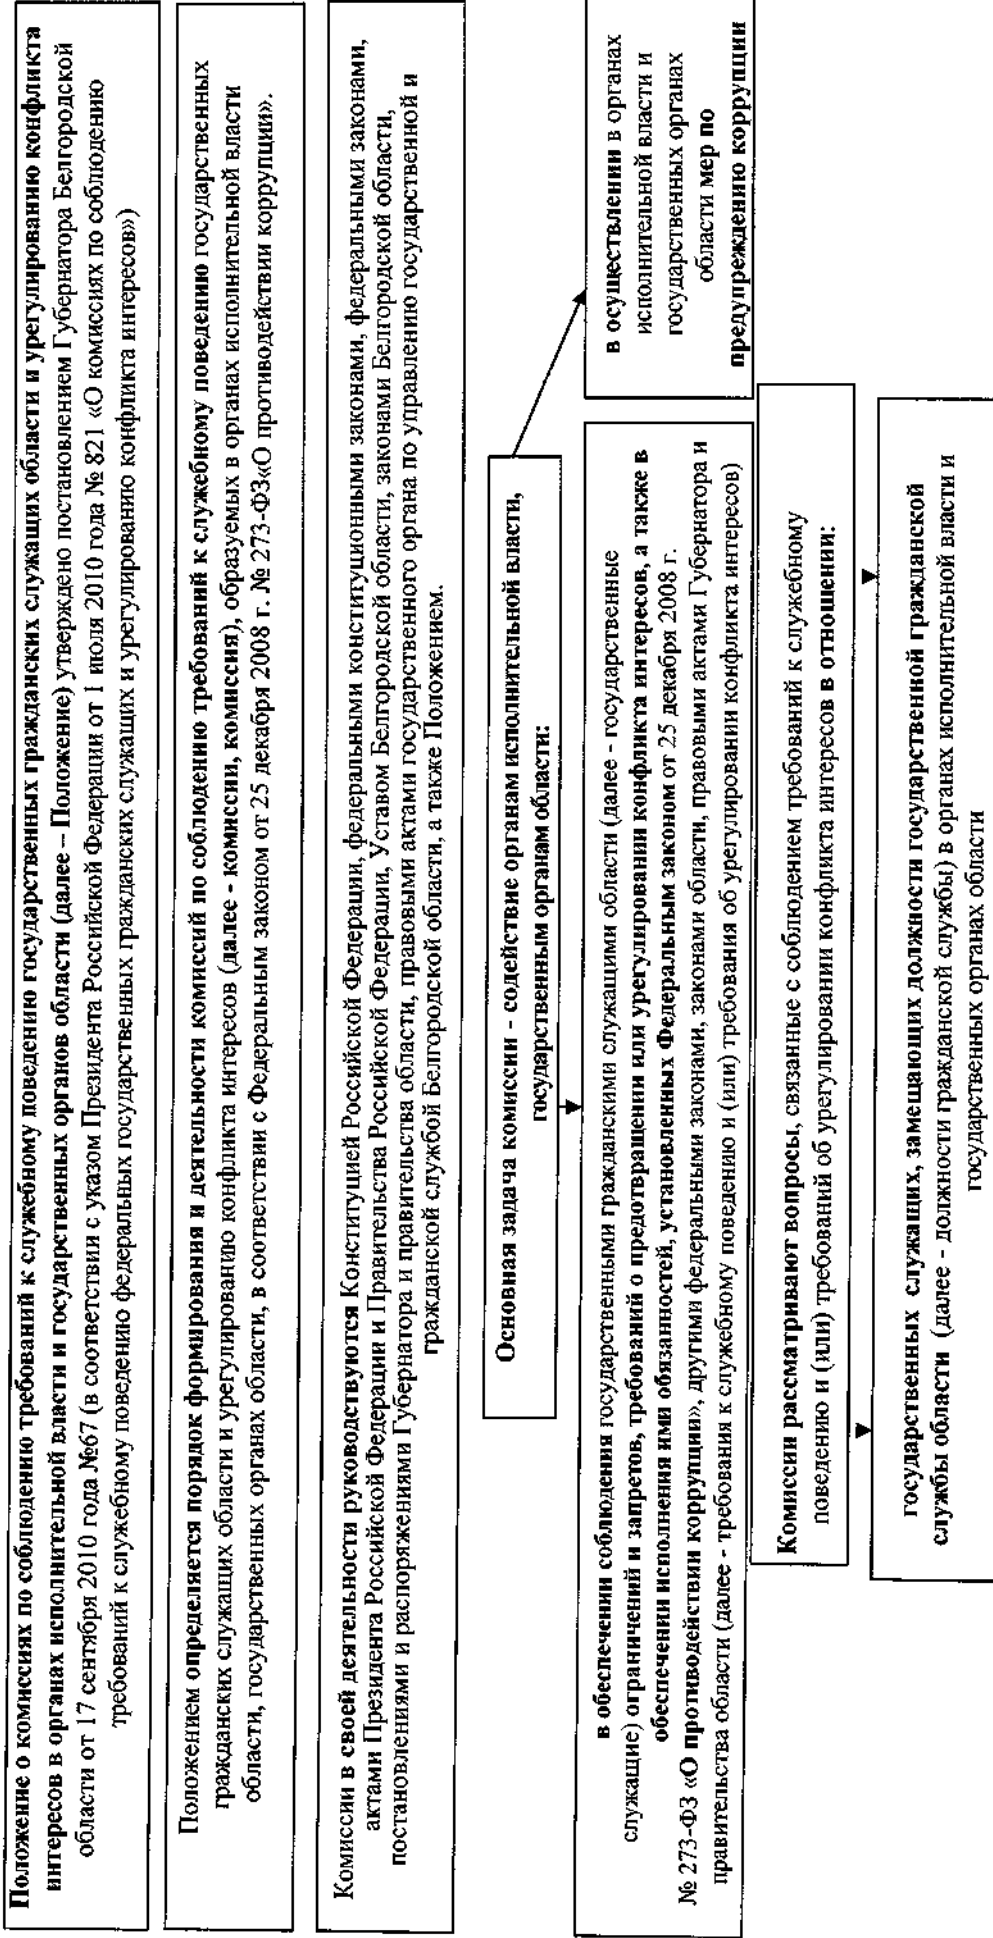 Положение о комиссиях по соблюдению требований к служебному поведению государственных гражданских служащих области и урегулированию конфликта
интересов в органах исполнительной власти и государственных органов области (далее – Положение) утверждено постановлением Губернатора Белгородской
области от 17 сентября 2010 года №67 (в соответствии с указом Президента Российской Федерации от 1 июля 2010 года № 821 «О комиссиях по соблюдению
требований к служебному поведению федеральных государственных гражданских служащих и урегулированию конфликта интересов»)
Положением определяется порядок формирования и деятельности комиссий по соблюдению требований к служебному поведению государственных
гражданских служащих области и урегулированию конфликта интересов (далее - комиссии, комиссия), образуемых в органах исполнительной власти
области, государственных органах области, в соответствии с Федеральным законом от 25 декабря 2008 г. № 273-ФЗ«О противодействии коррупции».
Комиссии в своей деятельности руководствуются Конституцией Российской Федерации, федеральными конституционными законами, федеральными законами,
актами Президента Российской Федерации и Правительства Российской Федерации, Уставом Белгородской области, законами Белгородской области,
постановлениями и распоряжениями Губернатора и правительства области, правовыми актами государственного органа по управлению государственной и
гражданской службой Белгородской области, а также Положением.
Основная задача комиссии - содействие органам исполнительной власти,
государственным органам области:
в обеспечении соблюдения государственными гражданскими служащими области (далее - государственные
служащие) ограничений и запретов, требований о предотвращении или урегулировании конфликта интересов, а также в
обеспечении исполнения ими обязанностей, установленных Федеральным законом от 25 декабря 2008 г.
№ 273-ФЗ «О противодействии коррупции», другими федеральными законами, законами области, правовыми актами Губернатора и
правительства области (далее - требования к служебному поведению и (или) требования об урегулировании конфликта интересов)
в осуществлении в органах
исполнительной власти и
государственных органах
области мер по
предупреждению коррупции
Комиссии рассматривают вопросы, связанные с соблюдением требований к служебному
поведению и (или) требований об урегулировании конфликта интересов в отношении:
государственных служащих, замещающих должности государственной гражданской
службы области (далее - должности гражданской службы) в органах исполнительной власти и
государственных органах области